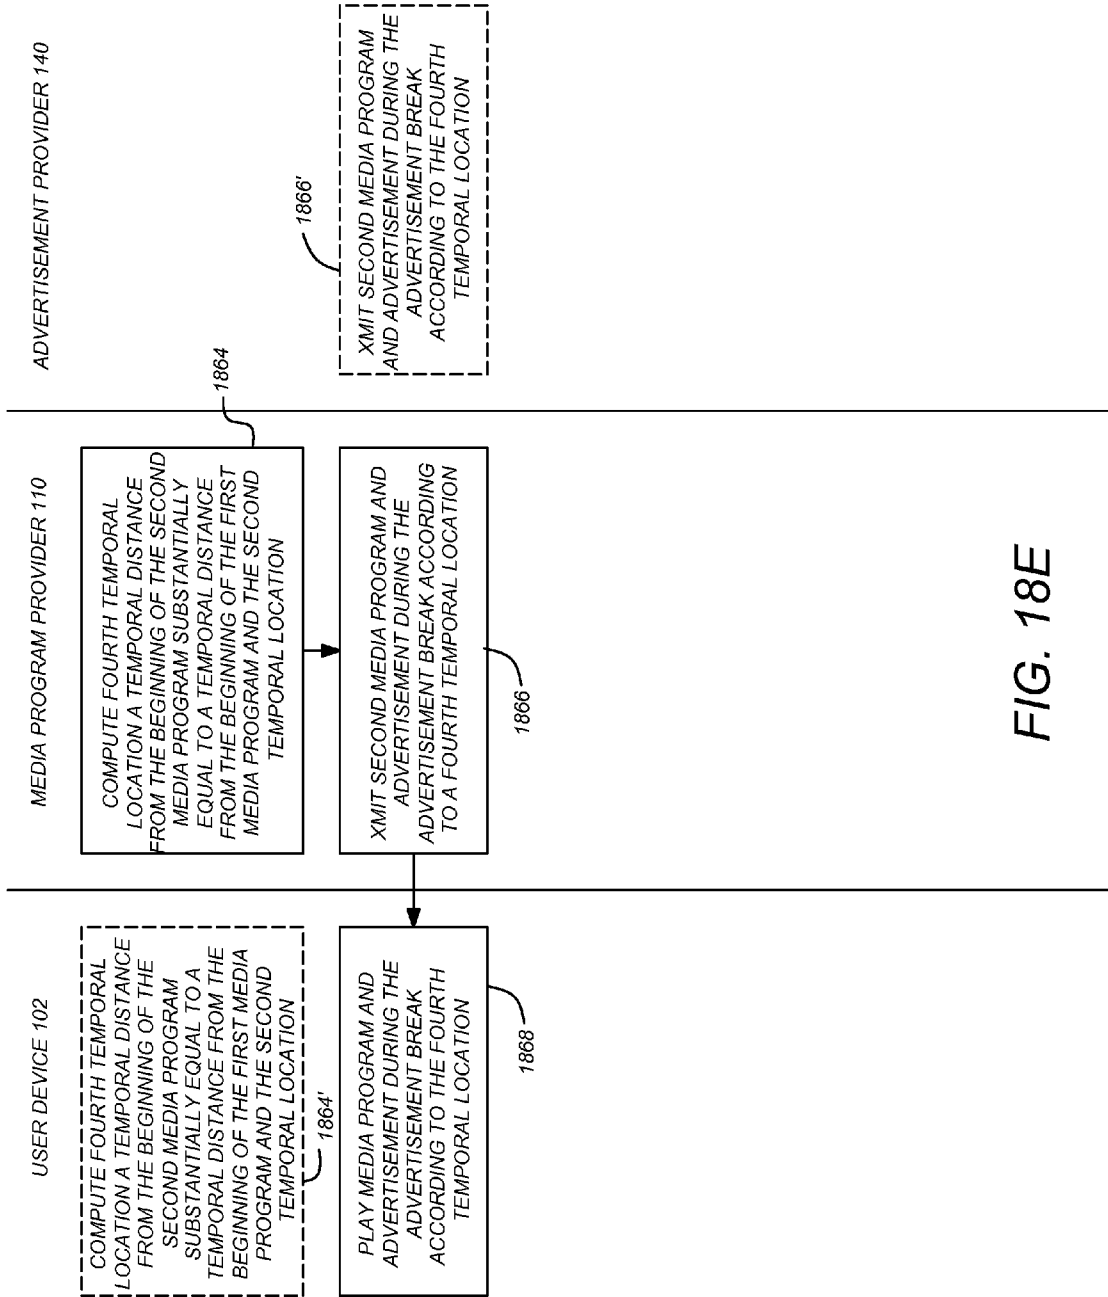 USER DEVICE 102
MEDIA PROGRAM PROVIDER 110
ADVERTISEMENT PROVIDER 140
COMPUTE FOURTH TEMPORAL
LOCATION A TEMPORAL DISTANCE
FROM THE BEGINNING OF THE
SECOND MEDIA PROGRAM
SUBSTANTIALLY EQUAL TO A
TEMPORAL DISTANCE FROM THE
BEGINNING OF THE FIRST MEDIA
PROGRAM AND THE SECOND
TEMPORAL LOCATION
1864'
COMPUTE FOURTH TEMPORAL
LOCATION A TEMPORAL DISTANCE
FROM THE BEGINNING OF THE SECOND
MEDIA PROGRAM SUBSTANTIALLY
EQUAL TO A TEMPORAL DISTANCE
FROM THE BEGINNING OF THE FIRST
MEDIA PROGRAM AND THE SECOND
TEMPORAL LOCATION
1864
PLAY MEDIA PROGRAM AND
ADVERTISEMENT DURING THE
ADVERTISEMENT BREAK
ACCORDING TO THE FOURTH
TEMPORAL LOCATION
1868
XMIT SECOND MEDIA PROGRAM AND
ADVERTISEMENT DURING THE
ADVERTISEMENT BREAK ACCORDING
TO A FOURTH TEMPORAL LOCATION
1866
1866'
XMIT SECOND MEDIA PROGRAM
AND ADVERTISEMENT DURING THE
ADVERTISEMENT BREAK
ACCORDING TO THE FOURTH
TEMPORAL LOCATION
FIG. 18E